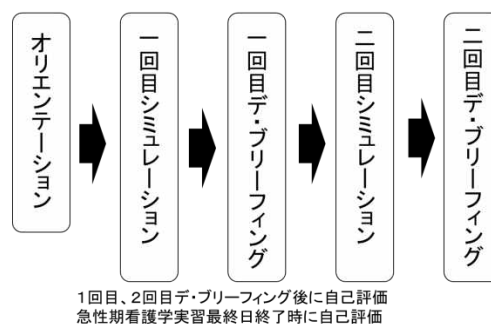 オリエンテーション
一回目シミュレーション
一回目デ・ブリーフィング
二回目シミュレーション
二回目デ・ブリーフィング
1回目、2回目デ・ブリーフィング後に自己評価
急性期看護学実習最終日終了時に自己評価